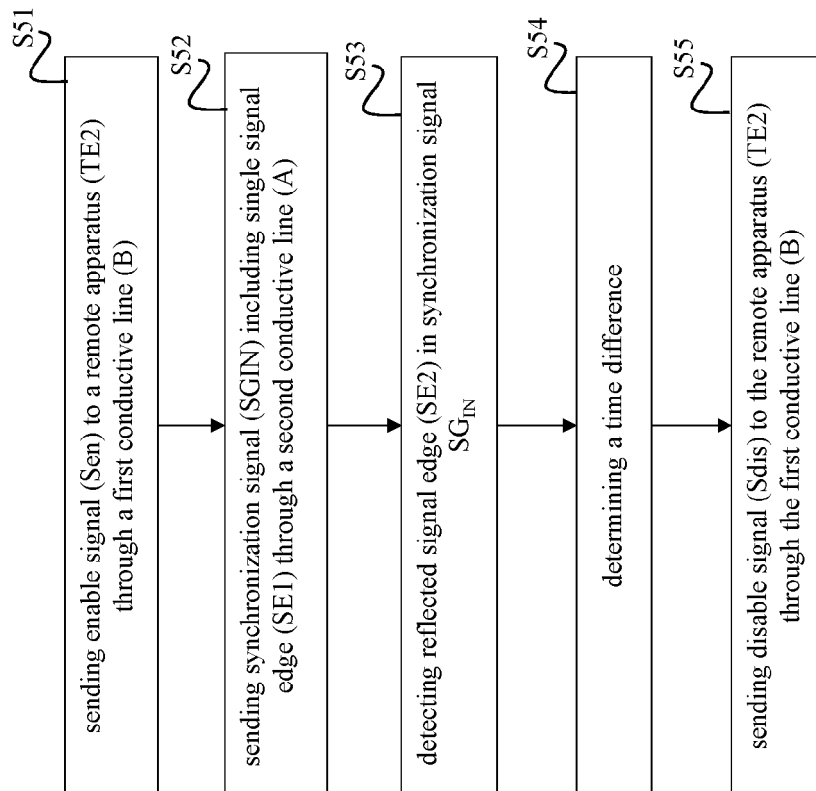 S51
sending enable signal (Sen) to a remote apparatus (TE2)
through a first conductive line (B)
S52
sending synchronization signal (SGIN) including single signal
edge (SE1) through a second conductive line (A)
S53
detecting reflected signal edge (SE2) in synchronization signal
SG_IN
S54
determining a time difference
S55
sending disable signal (Sdis) to the remote apparatus (TE2)
through the first conductive line (B)